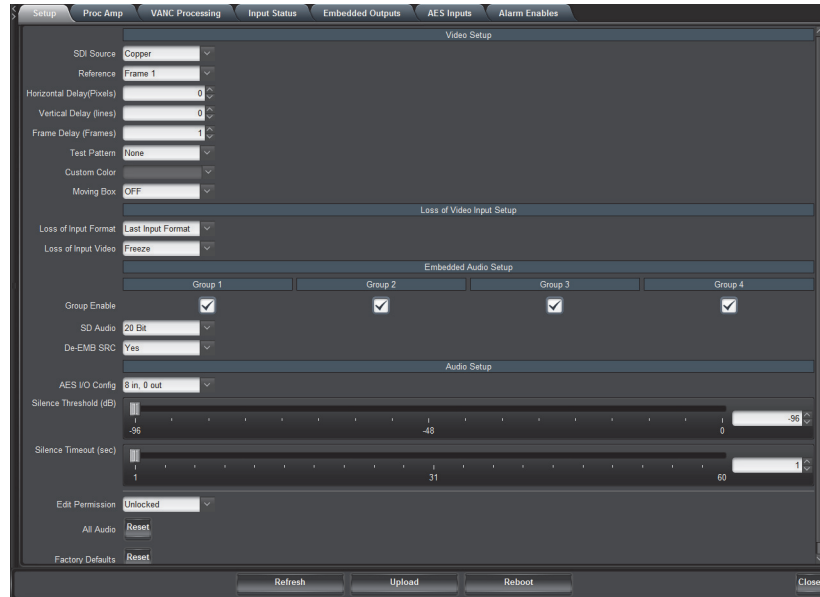 Setup Proc Amp VANC Processing Input Status Embedded Outputs AES Inputs Alarm Enables
Video Setup
SDI Source Copper
Reference Frame 1
Horizontal Delay(Pixels) 0
Vertical Delay (lines) 0
Frame Delay (Frames) 1
Test Pattern None
Custom Color
Moving Box OFF
Loss of Video Input Setup
Loss of Input Format Last Input Format
Loss of Input Video Freeze
Embedded Audio Setup
Group 1 Group 2 Group 3 Group 4
Group Enable
SD Audio 20 Bit
De-EMB SRC Yes
Audio Setup
AES I/O Config 8 in, 0 out
Silence Threshold (dB) -96
-96 -48 0
Silence Timeout (sec) 1
1 31 60
Edit Permission Unlocked
All Audio Reset
Factory Defaults Reset
Refresh Upload Reboot Close